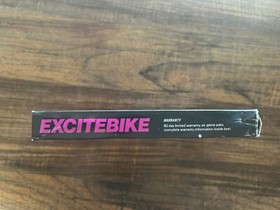 EXCITEBIKE
WARRANTY
90 day limited warranty on game paks
(complete warranty information inside box)